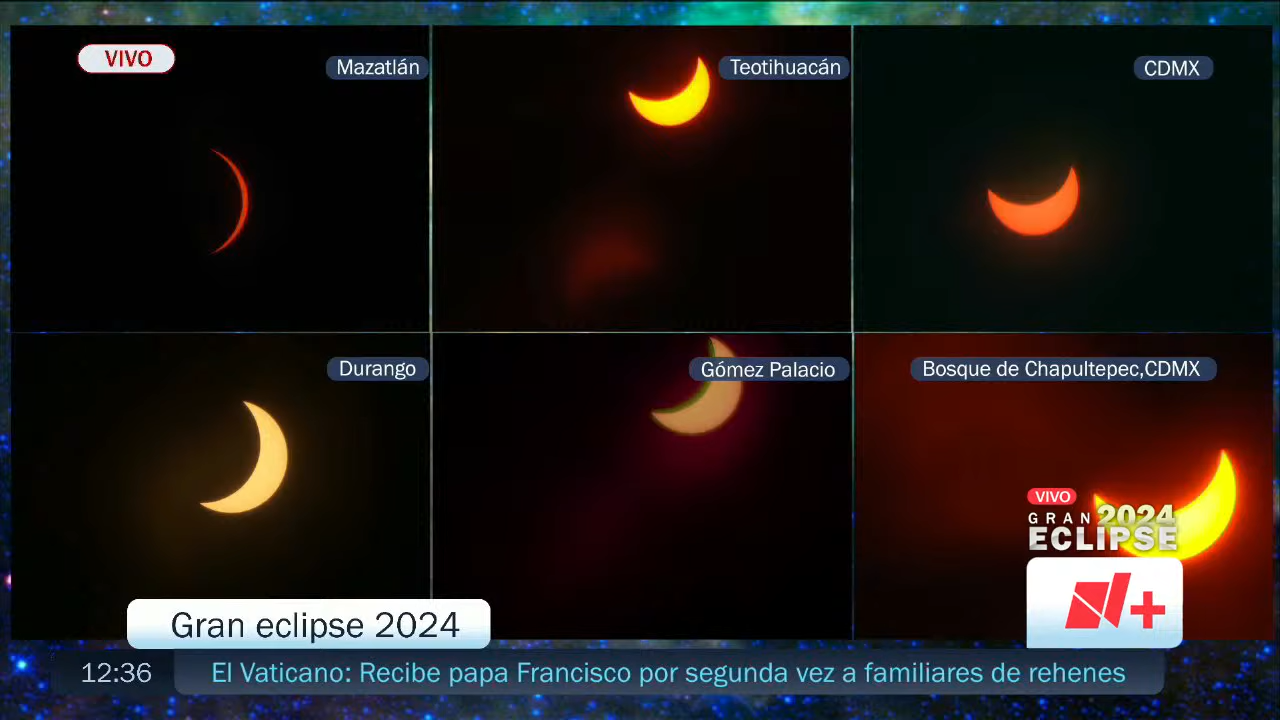 VIVO
Mazatlán
Teotihuacán
CDMX
Durango
Gómez Palacio
Bosque de Chapultepec,CDMX
VIVO
GRAN 2024
ECLIPSE
N+
Gran eclipse 2024
12:36
El Vaticano: Recibe papa Francisco por segunda vez a familiares de rehenes